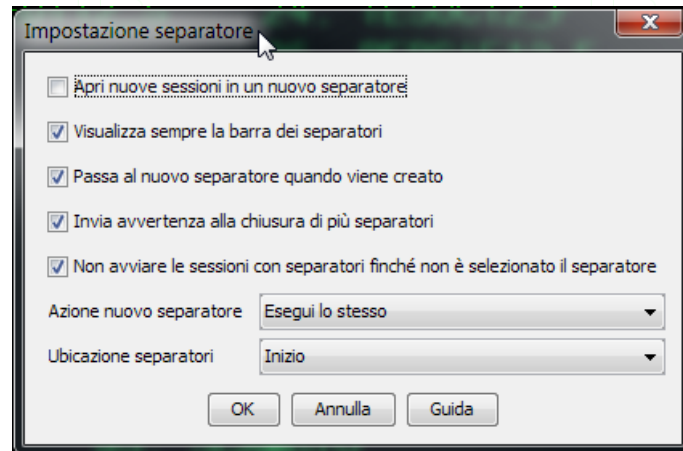 Impostazione separatore
Apri nuove sessioni in un nuovo separatore
Visualizza sempre la barra dei separatori
Passa al nuovo separatore quando viene creato
Invia avvertenza alla chiusura di più separatori
Non avviare le sessioni con separatori finché non è selezionato il separatore
Azione nuovo separatore Esegui lo stesso
Ubicazione separatori Inizio
OK Annulla Guida